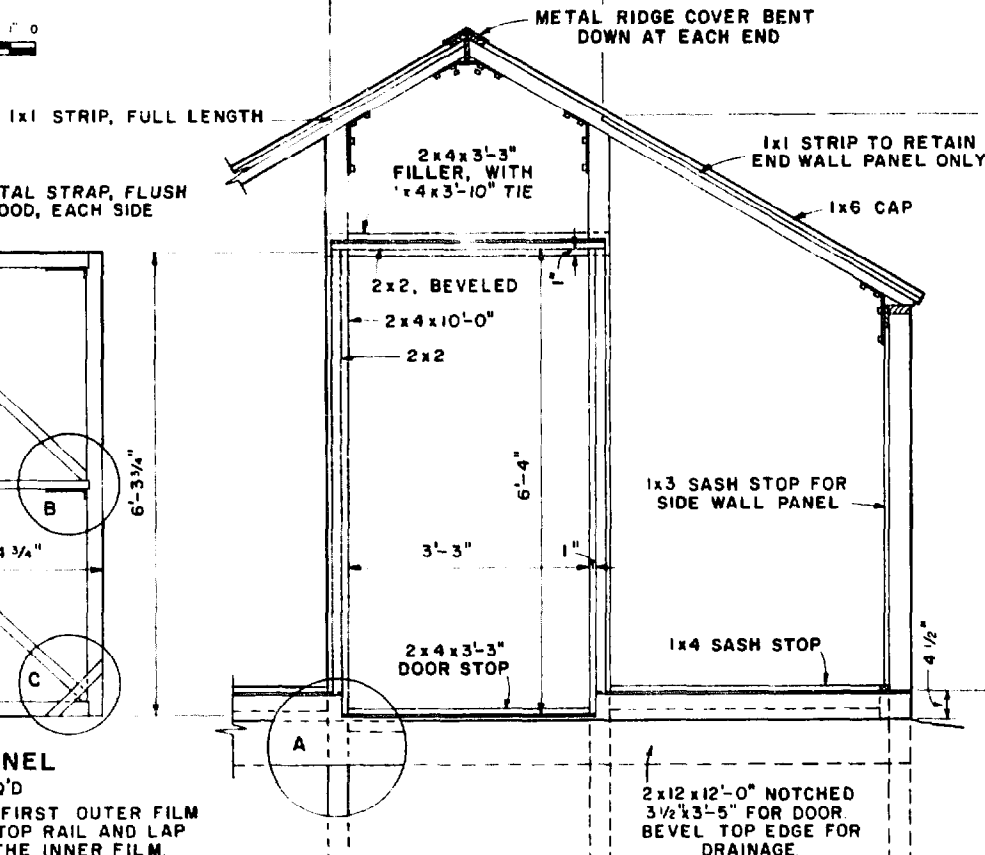 1" 0
METAL RIDGE COVER BENT
DOWN AT EACH END
1x1 STRIP, FULL LENGTH
2x4x3'-3"
FILLER, WITH
x4x3'-10" TIE
1x1 STRIP TO RETAIN
END WALL PANEL ONLY
TAL STRAP, FLUSH
OOD, EACH SIDE
1x6 CAP
1"
2x2, BEVELED
2x4x10'-0"
2x2
6'-3 3/4"
6'-4"
B
1x3 SASH STOP FOR
SIDE WALL PANEL
4 3/4"
3'-3"
1"
C
2x4x3'-3"
DOOR STOP
1x4 SASH STOP
4 1/2"
A
NEL
Q'D
FIRST OUTER FILM
TOP RAIL AND LAP
THE INNER FILM.
2x12x12'-0" NOTCHED
3 1/2"x3'-5" FOR DOOR.
BEVEL TOP EDGE FOR
DRAINAGE